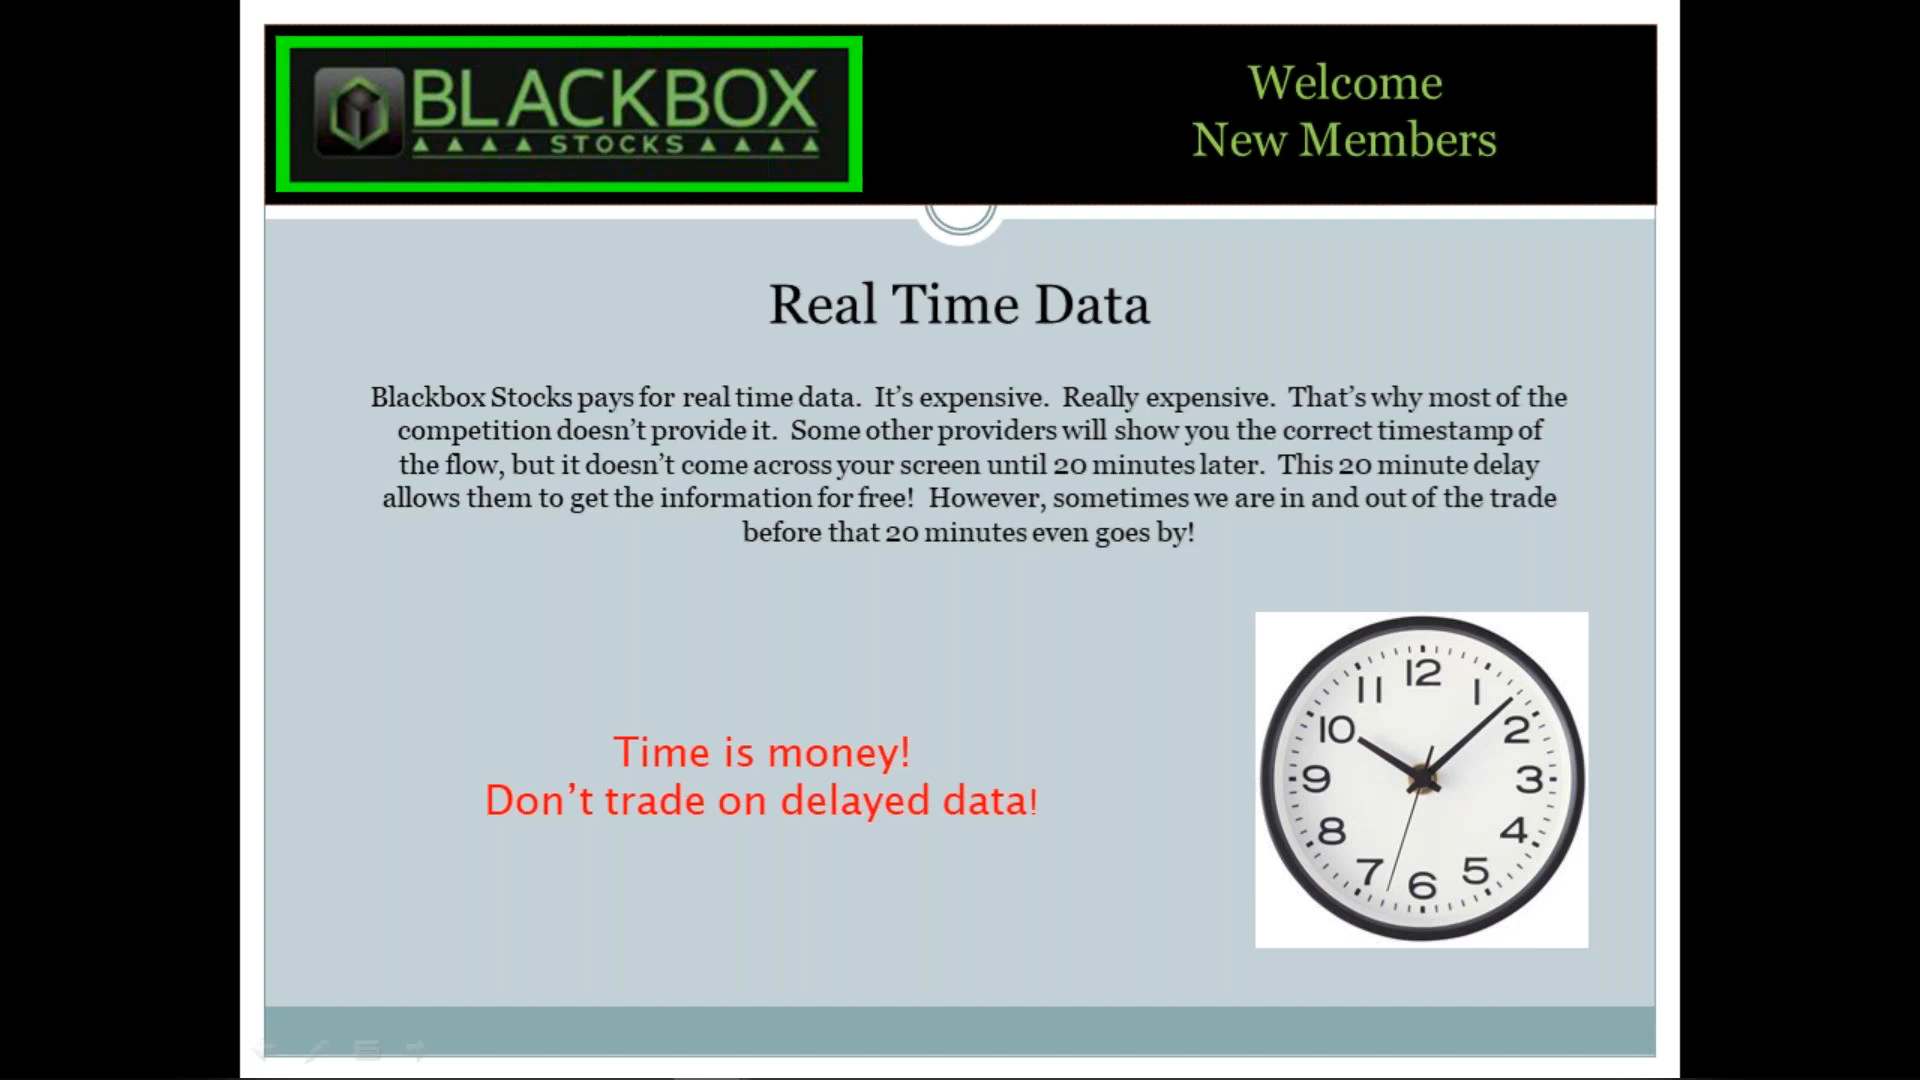 BLACKBOX
STOCKS
Welcome
New Members
Real Time Data
Blackbox Stocks pays for real time data.  It’s expensive.  Really expensive.  That’s why most of the
competition doesn’t provide it.  Some other providers will show you the correct timestamp of
the flow, but it doesn’t come across your screen until 20 minutes later.  This 20 minute delay
allows them to get the information for free!  However, sometimes we are in and out of the trade
before that 20 minutes even goes by!
Time is money!
Don’t trade on delayed data!
12
11
1
10
2
9
3
8
4
7
5
6